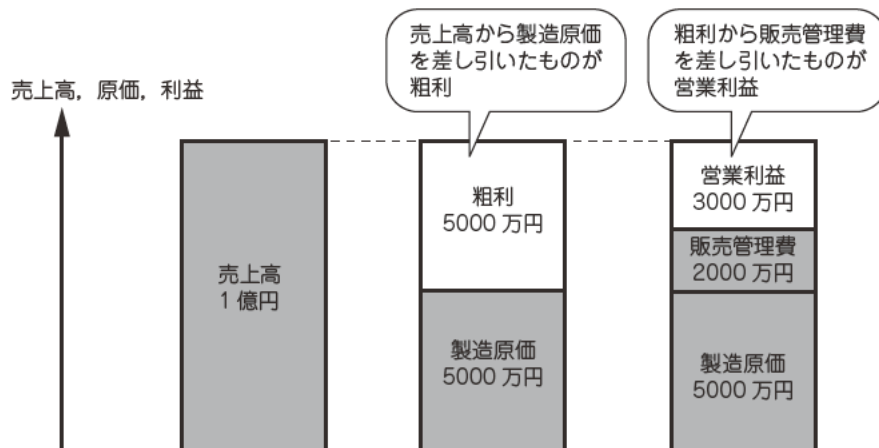 売上高から製造原価
を差し引いたものが
粗利
粗利から販売管理費
を差し引いたものが
営業利益
売上高，原価，利益
売上高
1 億円
粗利
5000 万円
製造原価
5000 万円
営業利益
3000 万円
販売管理費
2000 万円
製造原価
5000 万円